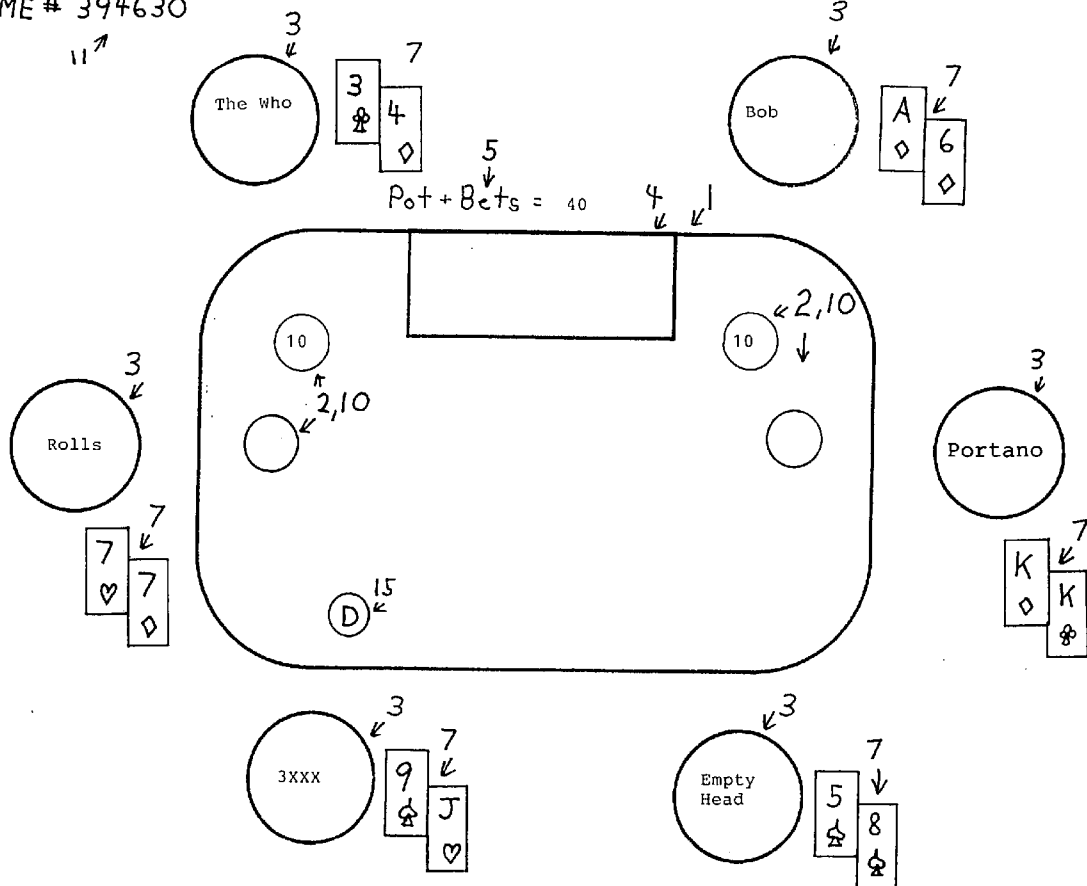 ME # 394630
11
3
3
The Who
3 ♣
7
4 ♢
Bob
A ♢
7
6 ♢
5
Pot + Bets = 40
4
1
10
2,10
10
2,10
3
Rolls
7
7 ♡
7 ♢
3
Portano
7
K ♢
K ♣
D
15
3
3XXX
7
9 ♠
J ♡
3
Empty
Head
7
5 ♠
8 ♠